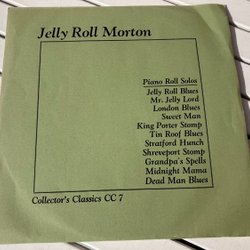 Jelly Roll Morton
Piano Roll Solos
Jelly Roll Blues
Mr. Jelly Lord
London Blues
Sweet Man
King Porter Stomp
Tin Roof Blues
Stratford Hunch
Shreveport Stomp
Grandpa's Spells
Midnight Mama
Dead Man Blues
Collector's Classics CC 7